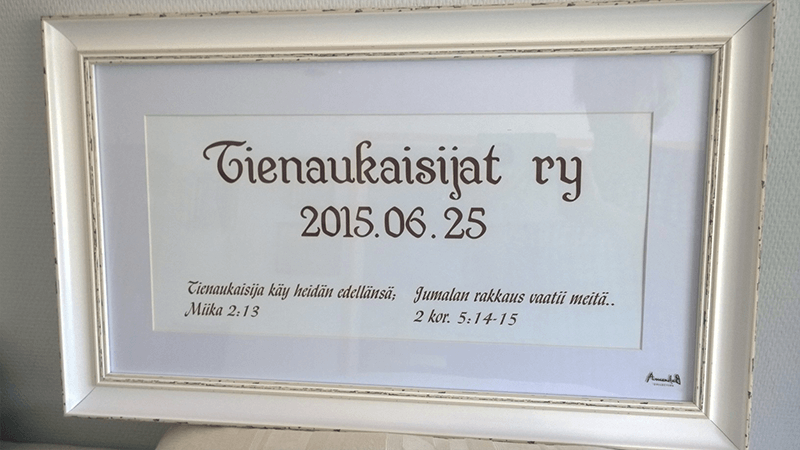 Tienaukaisijat ry
2015.06.25
Tienaukaisija käy heidän edellänsä;
Miika 2:13
Jumalan rakkaus vaatii meitä..
2 kor. 5:14-15